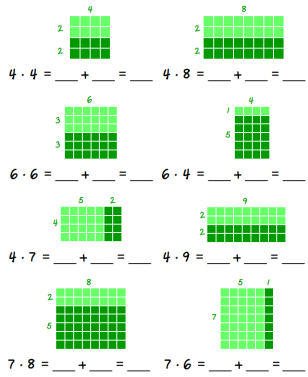 4 8
2 2
2 2
4 · 4 = ___ + ___ = ___ 4 · 8 = ___ + ___ = ___
6 1 4
3 5
3
6 · 6 = ___ + ___ = ___ 6 · 4 = ___ + ___ = ___
5 2 9
4 2
2
4 · 7 = ___ + ___ = ___ 4 · 9 = ___ + ___ = ___
8 5 1
2 7
5
7 · 8 = ___ + ___ = ___ 7 · 6 = ___ + ___ = ___